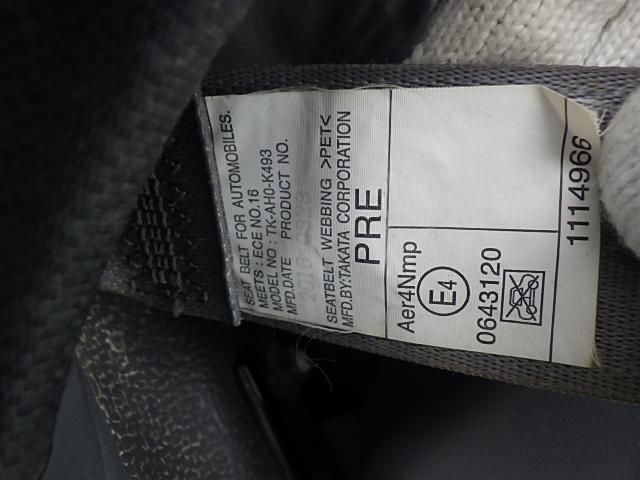 SEAT BELT FOR AUTOMOBILES.
MEETS : ECE NO.16
MODEL NO : TK-AH0-K493
MFD.DATE PRODUCT NO.
SEATBELT WEBBING >PET<
MFD.BY:TAKATA CORPORATION
PRE
Aer4Nmp
E4
0643120
1114966